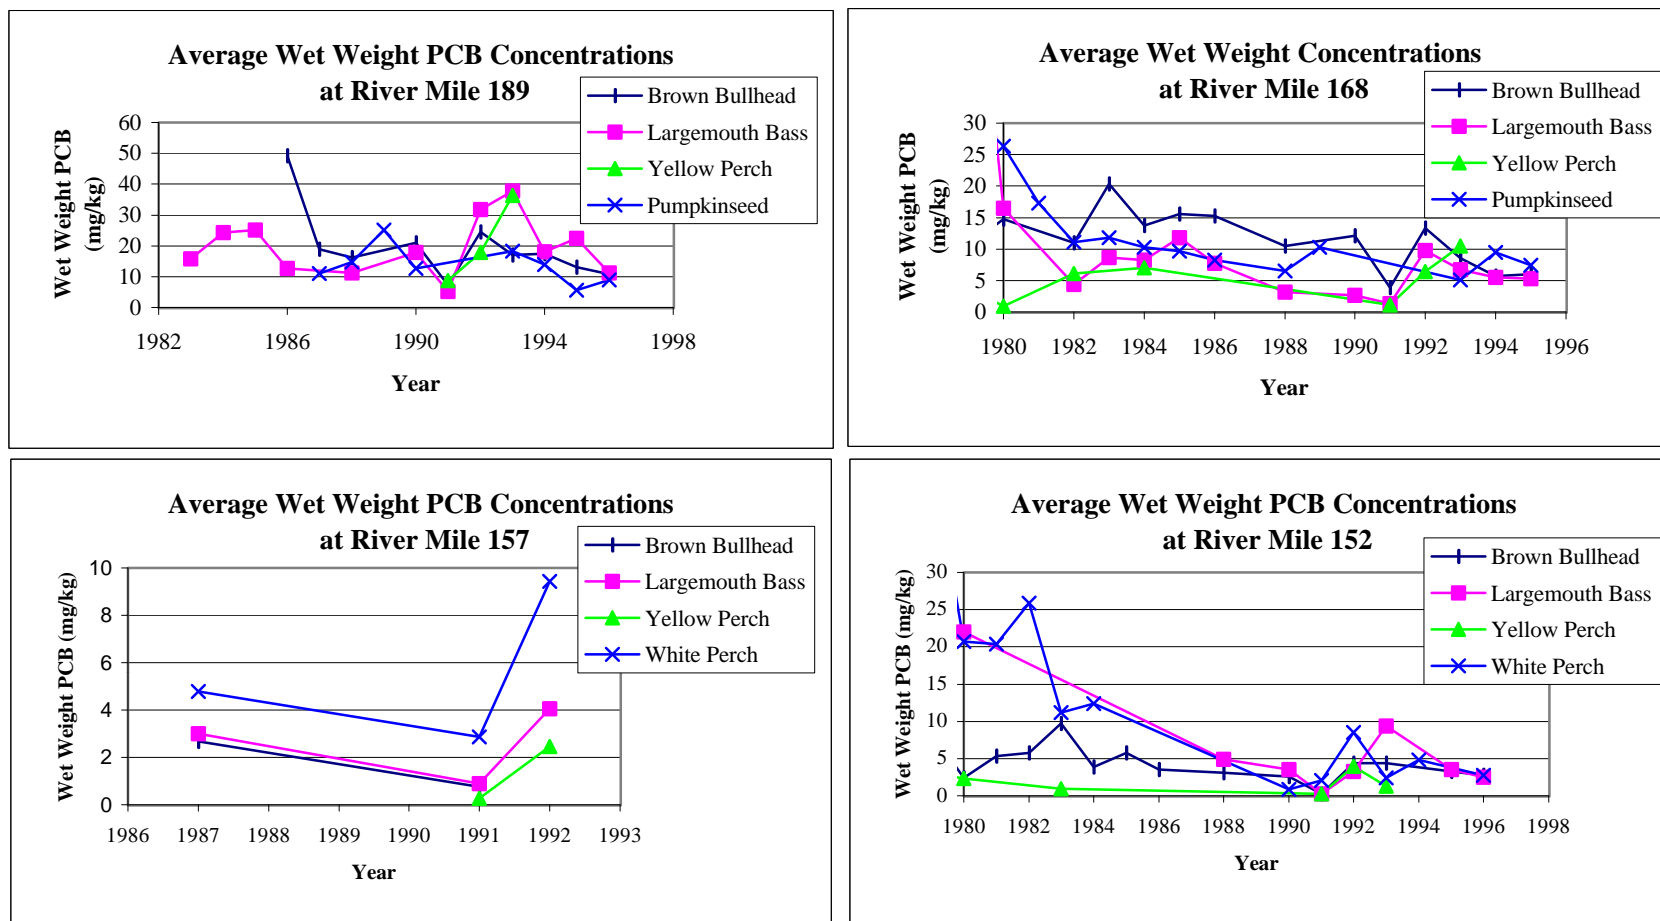 Average Wet Weight PCB Concentrations
at River Mile 189
Brown Bullhead
Largemouth Bass
Yellow Perch
Pumpkinseed
Wet Weight PCB
(mg/kg)
60
50
40
30
20
10
0
1982 1986 1990 1994 1998
Year
Average Wet Weight Concentrations
at River Mile 168
Brown Bullhead
Largemouth Bass
Yellow Perch
Pumpkinseed
Wet Weight PCB
(mg/kg)
30
25
20
15
10
5
0
1980 1982 1984 1986 1988 1990 1992 1994 1996
Year
Average Wet Weight PCB Concentrations
at River Mile 157
Brown Bullhead
Largemouth Bass
Yellow Perch
White Perch
Wet Weight PCB (mg/kg)
10
8
6
4
2
0
1986 1987 1988 1989 1990 1991 1992 1993
Year
Average Wet Weight PCB Concentrations
at River Mile 152
Brown Bullhead
Largemouth Bass
Yellow Perch
White Perch
Wet Weight PCB (mg/kg)
30
25
20
15
10
5
0
1980 1982 1984 1986 1988 1990 1992 1994 1996 1998
Year